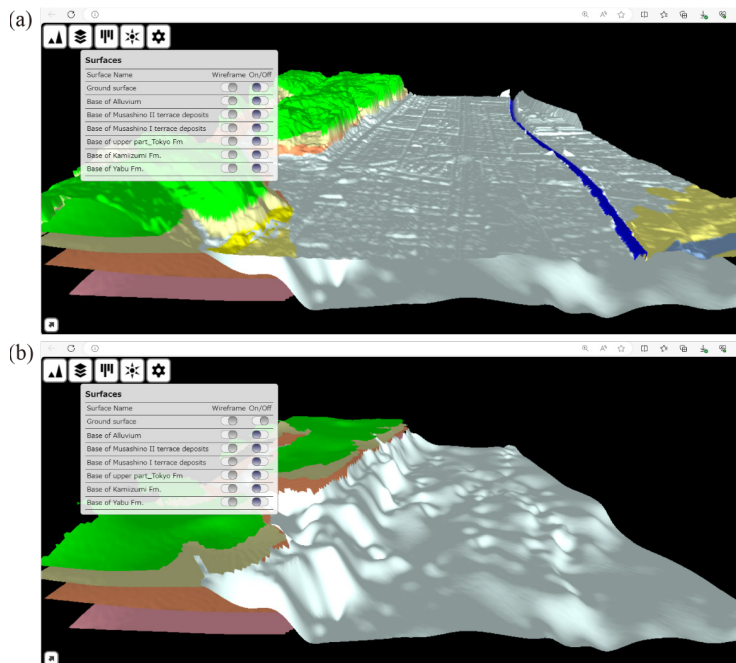 (a)
Surfaces
Surface Name Wireframe On/Off
Ground surface
Base of Alluvium
Base of Musashino II terrace deposits
Base of Musashino I terrace deposits
Base of upper part_Tokyo Fm
Base of Kamiizumi Fm.
Base of Yabu Fm.
(b)
Surfaces
Surface Name Wireframe On/Off
Ground surface
Base of Alluvium
Base of Musashino II terrace deposits
Base of Musashino I terrace deposits
Base of upper part_Tokyo Fm
Base of Kamiizumi Fm.
Base of Yabu Fm.